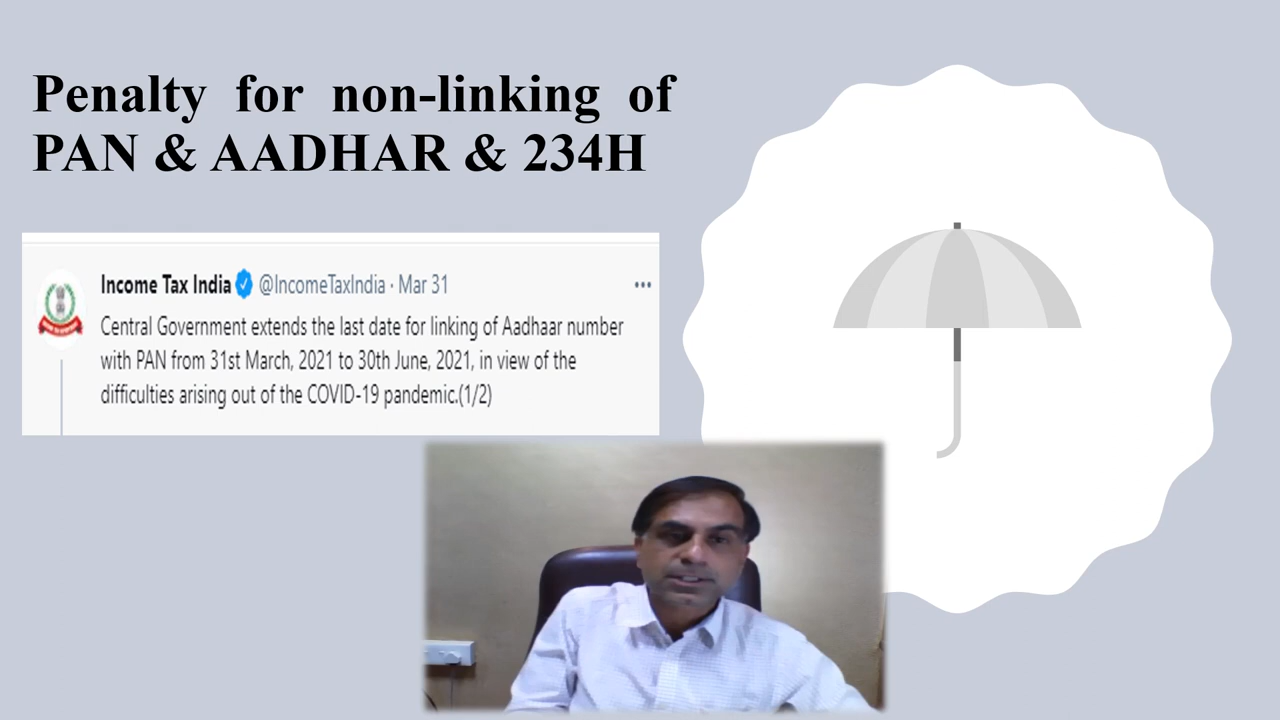 Penalty for non-linking of
PAN & AADHAR & 234H
Income Tax India @IncomeTaxIndia · Mar 31 ...
Central Government extends the last date for linking of Aadhaar number
with PAN from 31st March, 2021 to 30th June, 2021, in view of the
difficulties arising out of the COVID-19 pandemic.(1/2)